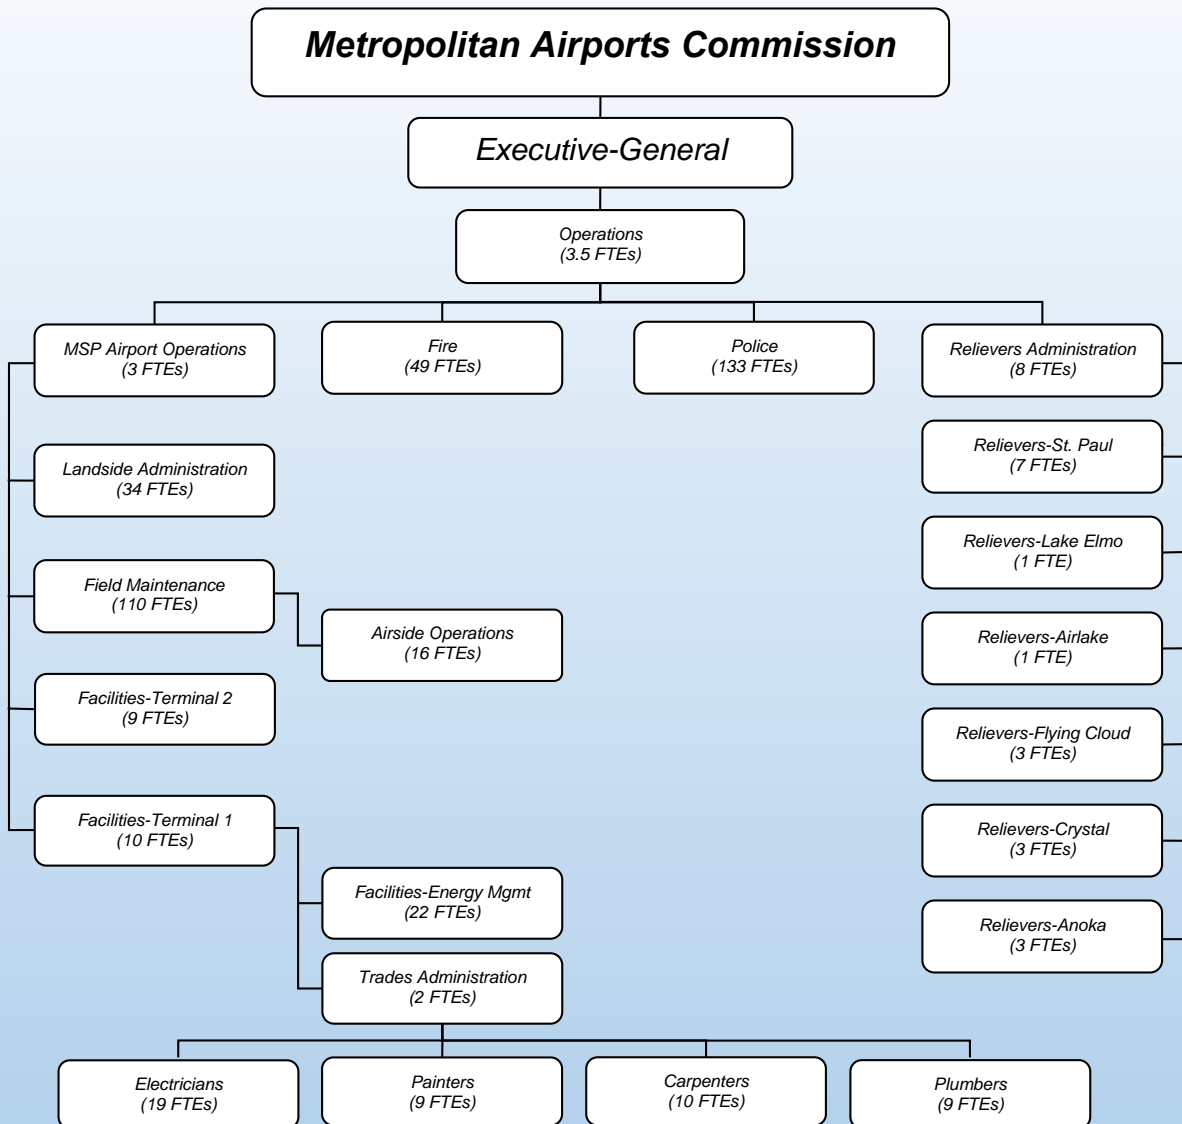 Metropolitan Airports Commission
Executive-General
Operations
(3.5 FTEs)
MSP Airport Operations
(3 FTEs)
Fire
(49 FTEs)
Police
(133 FTEs)
Relievers Administration
(8 FTEs)
Landside Administration
(34 FTEs)
Relievers-St. Paul
(7 FTEs)
Relievers-Lake Elmo
(1 FTE)
Field Maintenance
(110 FTEs)
Airside Operations
(16 FTEs)
Relievers-Airlake
(1 FTE)
Facilities-Terminal 2
(9 FTEs)
Relievers-Flying Cloud
(3 FTEs)
Facilities-Terminal 1
(10 FTEs)
Relievers-Crystal
(3 FTEs)
Facilities-Energy Mgmt
(22 FTEs)
Relievers-Anoka
(3 FTEs)
Trades Administration
(2 FTEs)
Electricians
(19 FTEs)
Painters
(9 FTEs)
Carpenters
(10 FTEs)
Plumbers
(9 FTEs)